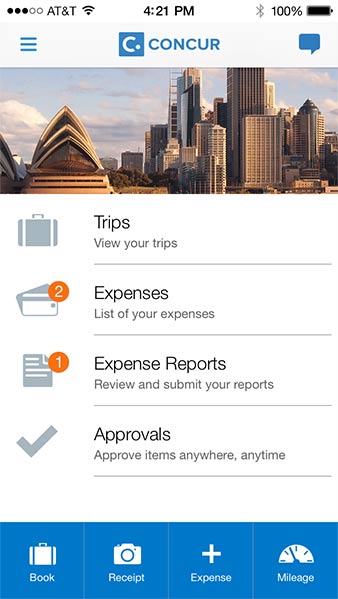 AT&T 4:21 PM 100%
C. CONCUR
Trips
View your trips
2
Expenses
List of your expenses
1
Expense Reports
Review and submit your reports
Approvals
Approve items anywhere, anytime
Book Receipt Expense Mileage